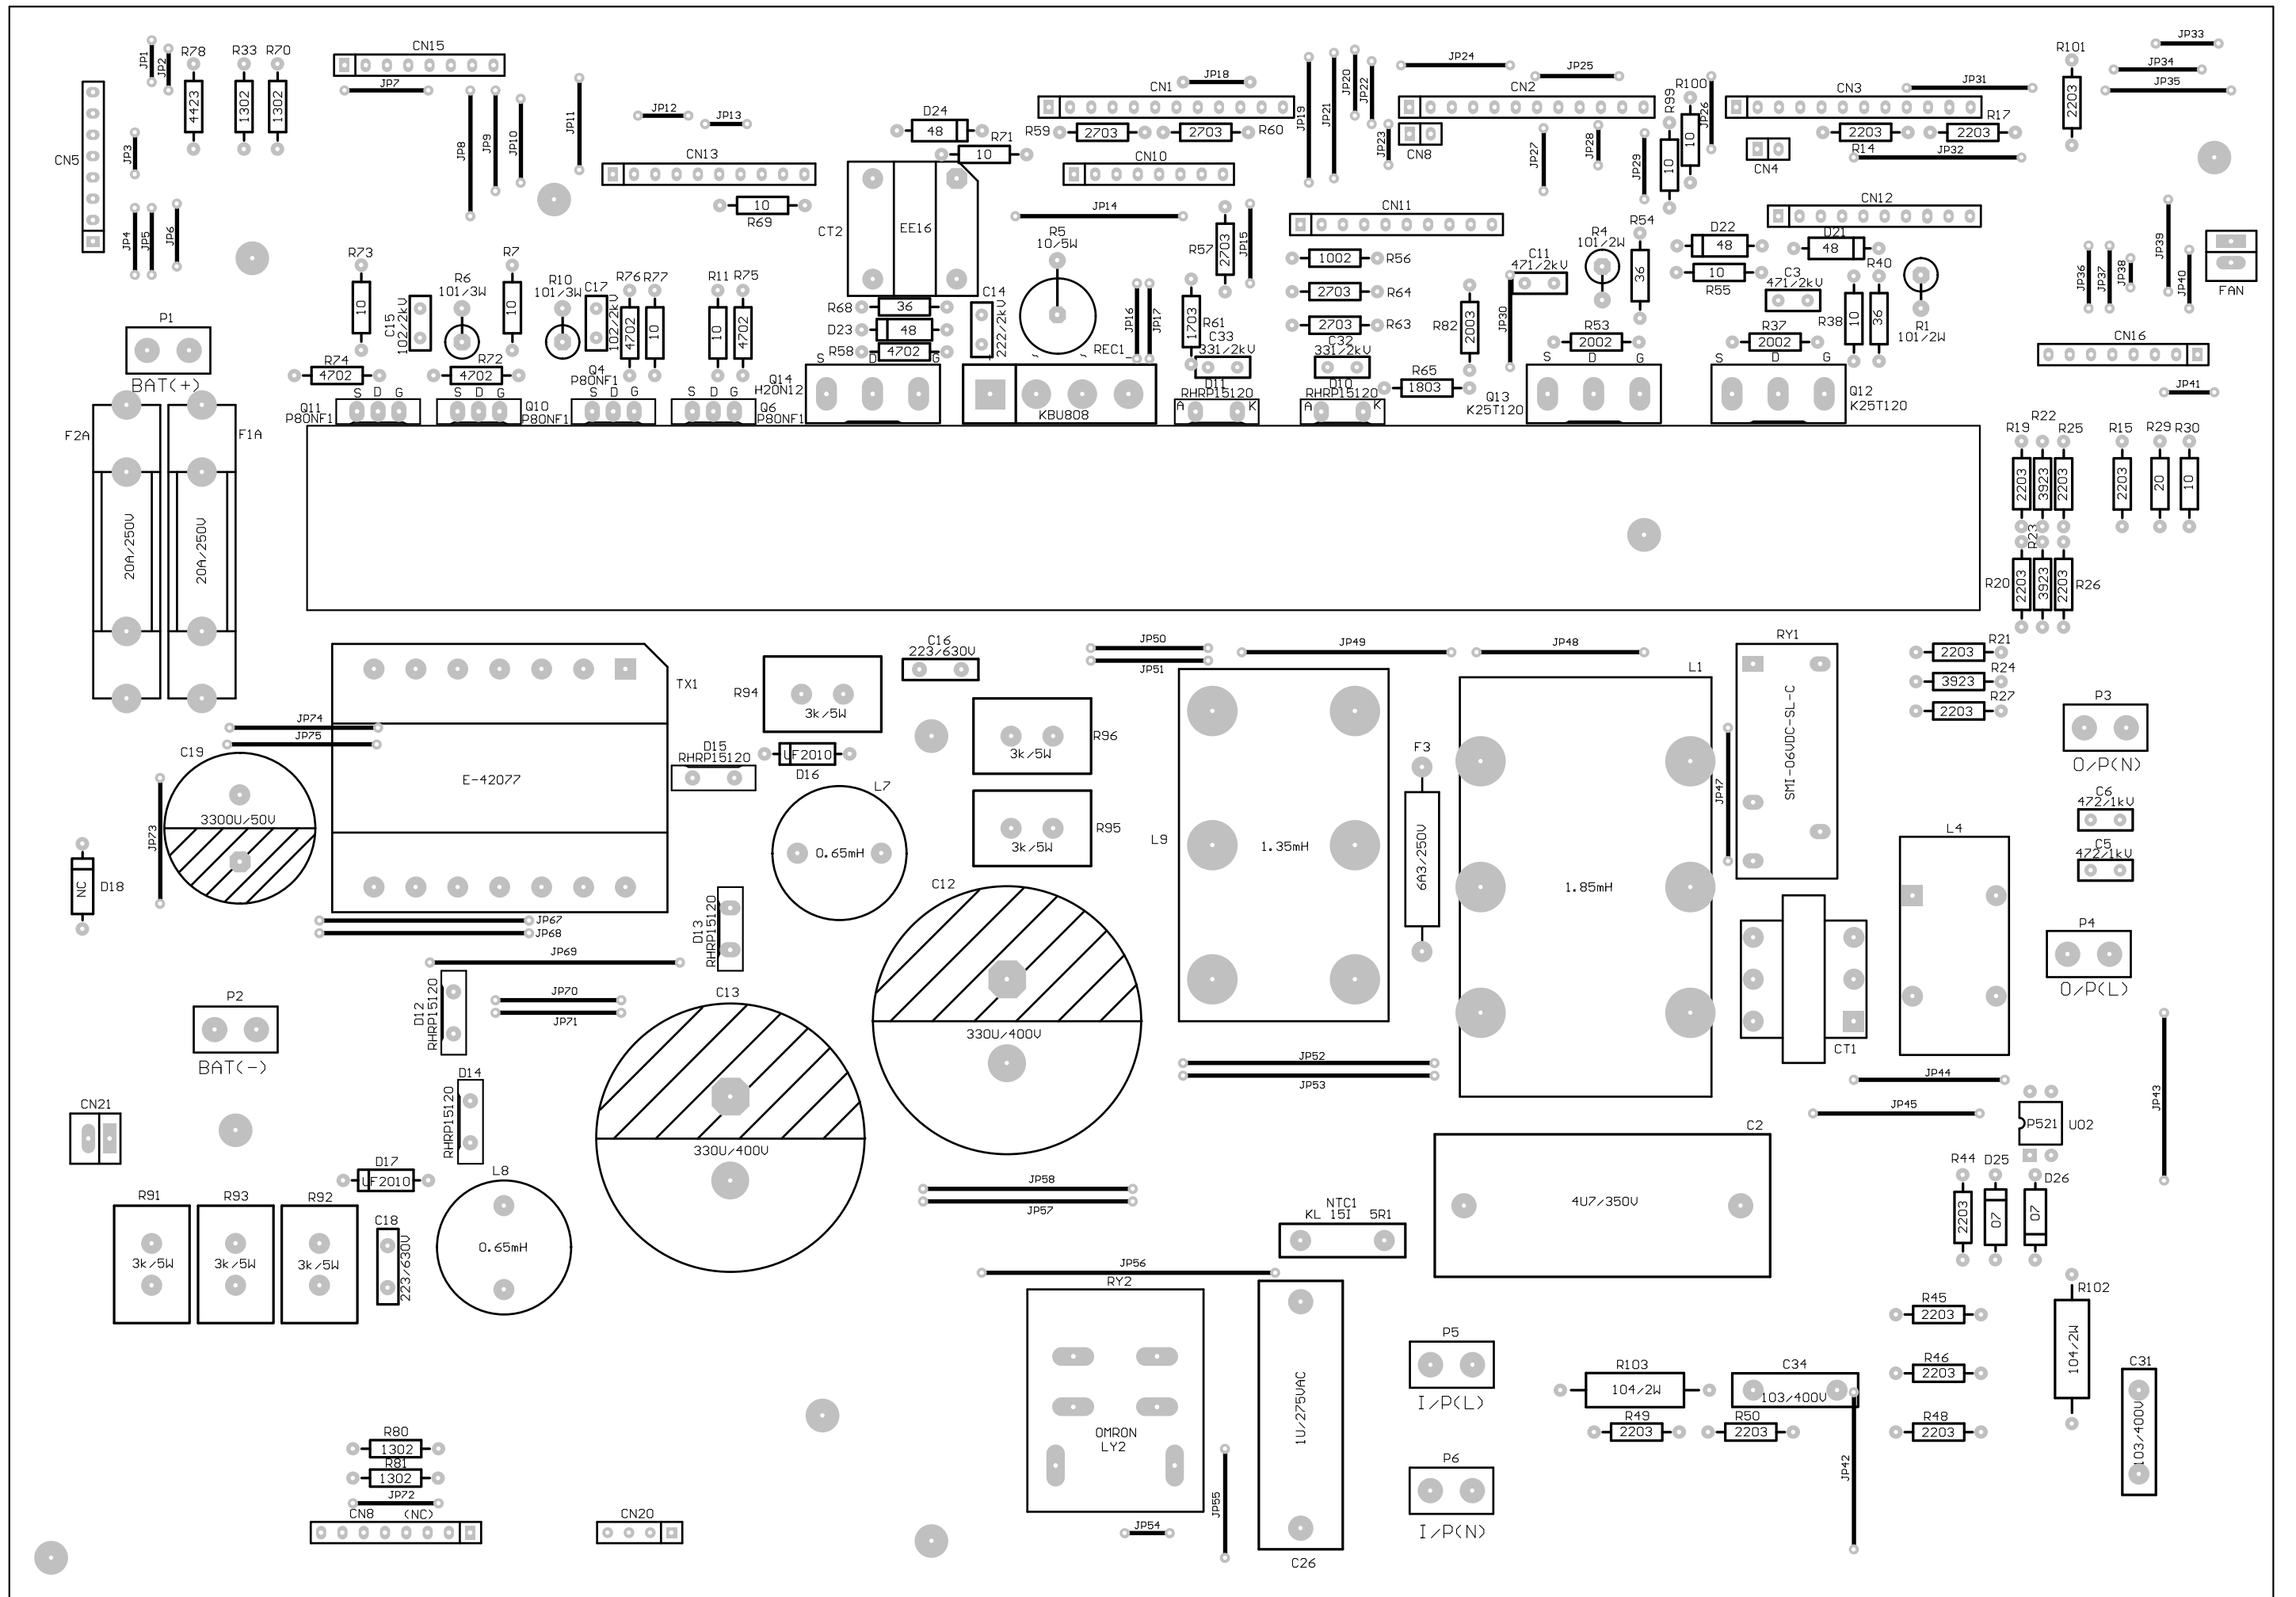 JP1
JP2
R78
4423
R33
1302
R70
1302
CN15
JP7
CN5
JP3
JP4
JP5
JP6
JP8
JP9
JP10
JP11
JP12
JP13
CN13
10
R69
D24
48
R71
10
CT2
EE16
CN1
JP18
R59
2703
2703
R60
CN10
JP14
JP19
JP21
JP20
JP22
JP23
JP24
JP25
CN2
CN8
JP27
JP28
JP29
R99
10
R100
10
JP26
CN3
JP31
CN4
2203
R14
2203
R17
JP32
R101
2203
JP33
JP34
JP35
R73
10
C15
102/2kV
R6
101/3W
R7
10
R10
101/3W
C17
102/2kV
R76
4702
R77
10
R11
10
R75
4702
R68
36
D23
48
R58
4702
C14
222/2kV
R5
10/5W
JP16
JP17
REC1
R57
2703
JP15
R61
1703
C33
331/2kV
CN11
1002
R56
2703
R64
2703
R63
C32
331/2kV
R82
2003
JP30
C11
471/2kV
R4
101/2W
R54
36
D22
48
10
R55
D21
48
CN12
C3
471/2kV
R38
10
R40
36
R1
101/2W
R53
2002
R37
2002
JP36
JP37
JP38
JP39
JP40
FAN
CN16
JP41
P1
BAT(+)
R74
4702
R72
4702
Q11
P80NF1
S D G
Q10
P80NF1
S D G
Q4
P80NF1
S D G
Q6
P80NF1
S D G
Q14
H20N12
S D G
KBU808
~ ~ -
D11
RHRP15120
A K
D10
RHRP15120
A K
R65
1803
Q13
K25T120
S D G
Q12
K25T120
S D G
F2A
20A/250V
F1A
20A/250V
R19
2203
R22
3923
R25
2203
R15
2203
R29
20
R30
10
R20
2203
R23
3923
R26
2203
R21
2203
R24
3923
R27
2203
TX1
E-42077
JP74
JP75
R94
3k/5W
C16
223/630V
JP50
JP51
JP49
JP48
L1
1.85mH
RY1
SMI-06VDC-SL-C
JP47
P3
O/P(N)
D15
RHRP15120
UF2010
D16
R96
3k/5W
R95
3k/5W
L7
0.65mH
L9
1.35mH
F3
6A3/250V
C19
3300U/50V
JP73
D18
NC
C6
472/1kV
C5
472/1kV
L4
P4
O/P(L)
JP67
JP68
JP69
D13
RHRP15120
C12
330U/400V
P2
BAT(-)
D12
RHRP15120
JP70
JP71
C13
330U/400V
CT1
JP52
JP53
JP44
JP45
JP43
P521
U02
CN21
D14
RHRP15120
D17
UF2010
L8
0.65mH
C18
223/630V
R91
3k/5W
R93
3k/5W
R92
3k/5W
JP58
JP57
C2
4U7/350V
NTC1
KL 15I 5R1
R44
2203
D25
07
D26
07
JP56
RY2
OMRON
LY2
1U/275VAC
C26
P5
I/P(L)
P6
I/P(N)
R102
104/2W
C31
103/400V
R45
2203
R46
2203
R48
2203
R103
104/2W
C34
103/400V
R49
2203
R50
2203
JP42
R80
1302
R81
1302
JP72
CN8 (NC)
CN20
JP54
JP55